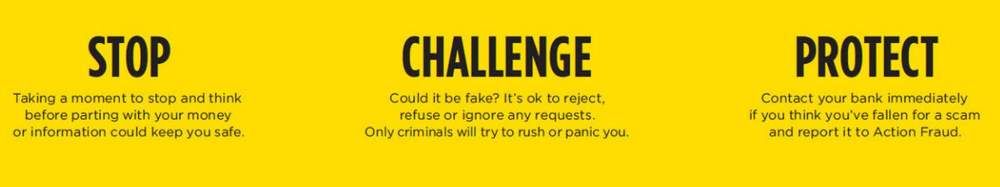 STOP
Taking a moment to stop and think
before parting with your money
or information could keep you safe.
CHALLENGE
Could it be fake? It’s ok to reject,
refuse or ignore any requests.
Only criminals will try to rush or panic you.
PROTECT
Contact your bank immediately
if you think you’ve fallen for a scam
and report it to Action Fraud.